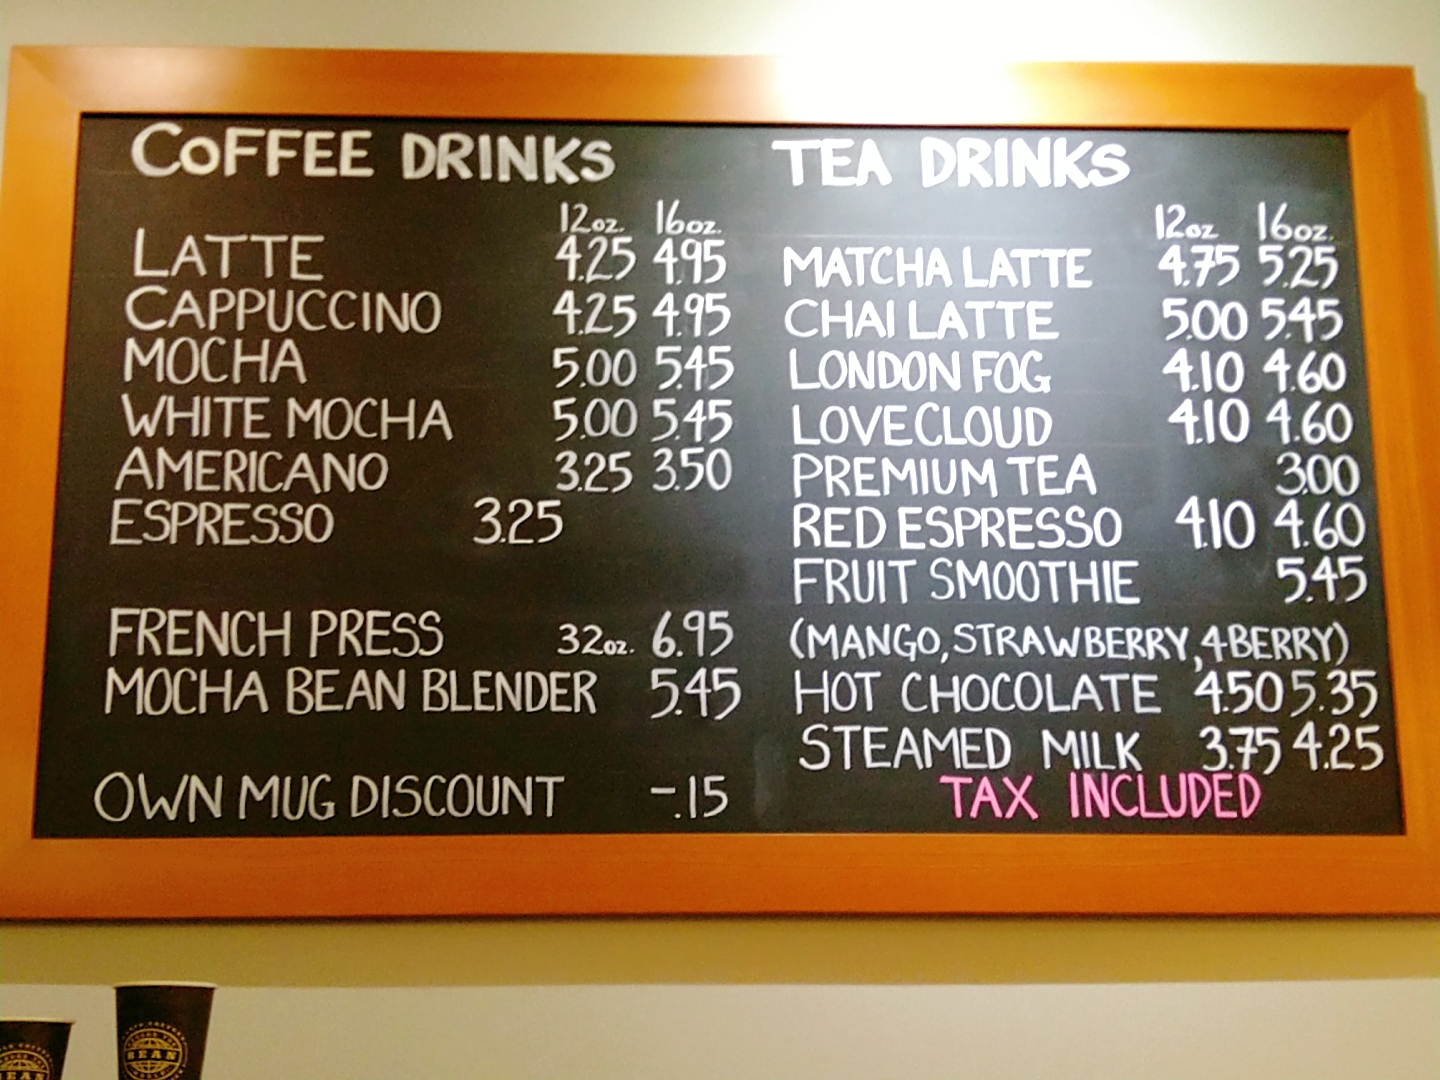 COFFEE DRINKS
12oz. 16oz.
LATTE 4.25 4.95
CAPPUCCINO 4.25 4.95
MOCHA 5.00 5.45
WHITE MOCHA 5.00 5.45
AMERICANO 3.25 3.50
ESPRESSO 3.25
FRENCH PRESS 32oz. 6.95
MOCHA BEAN BLENDER 5.45
OWN MUG DISCOUNT -.15
TEA DRINKS
12oz 16oz.
MATCHA LATTE 4.75 5.25
CHAI LATTE 5.00 5.45
LONDON FOG 4.10 4.60
LOVECLOUD 4.10 4.60
PREMIUM TEA 3.00
RED ESPRESSO 4.10 4.60
FRUIT SMOOTHIE 5.45
(MANGO, STRAWBERRY, 4BERRY)
HOT CHOCOLATE 4.50 5.35
STEAMED MILK 3.75 4.25
TAX INCLUDED
BEAN